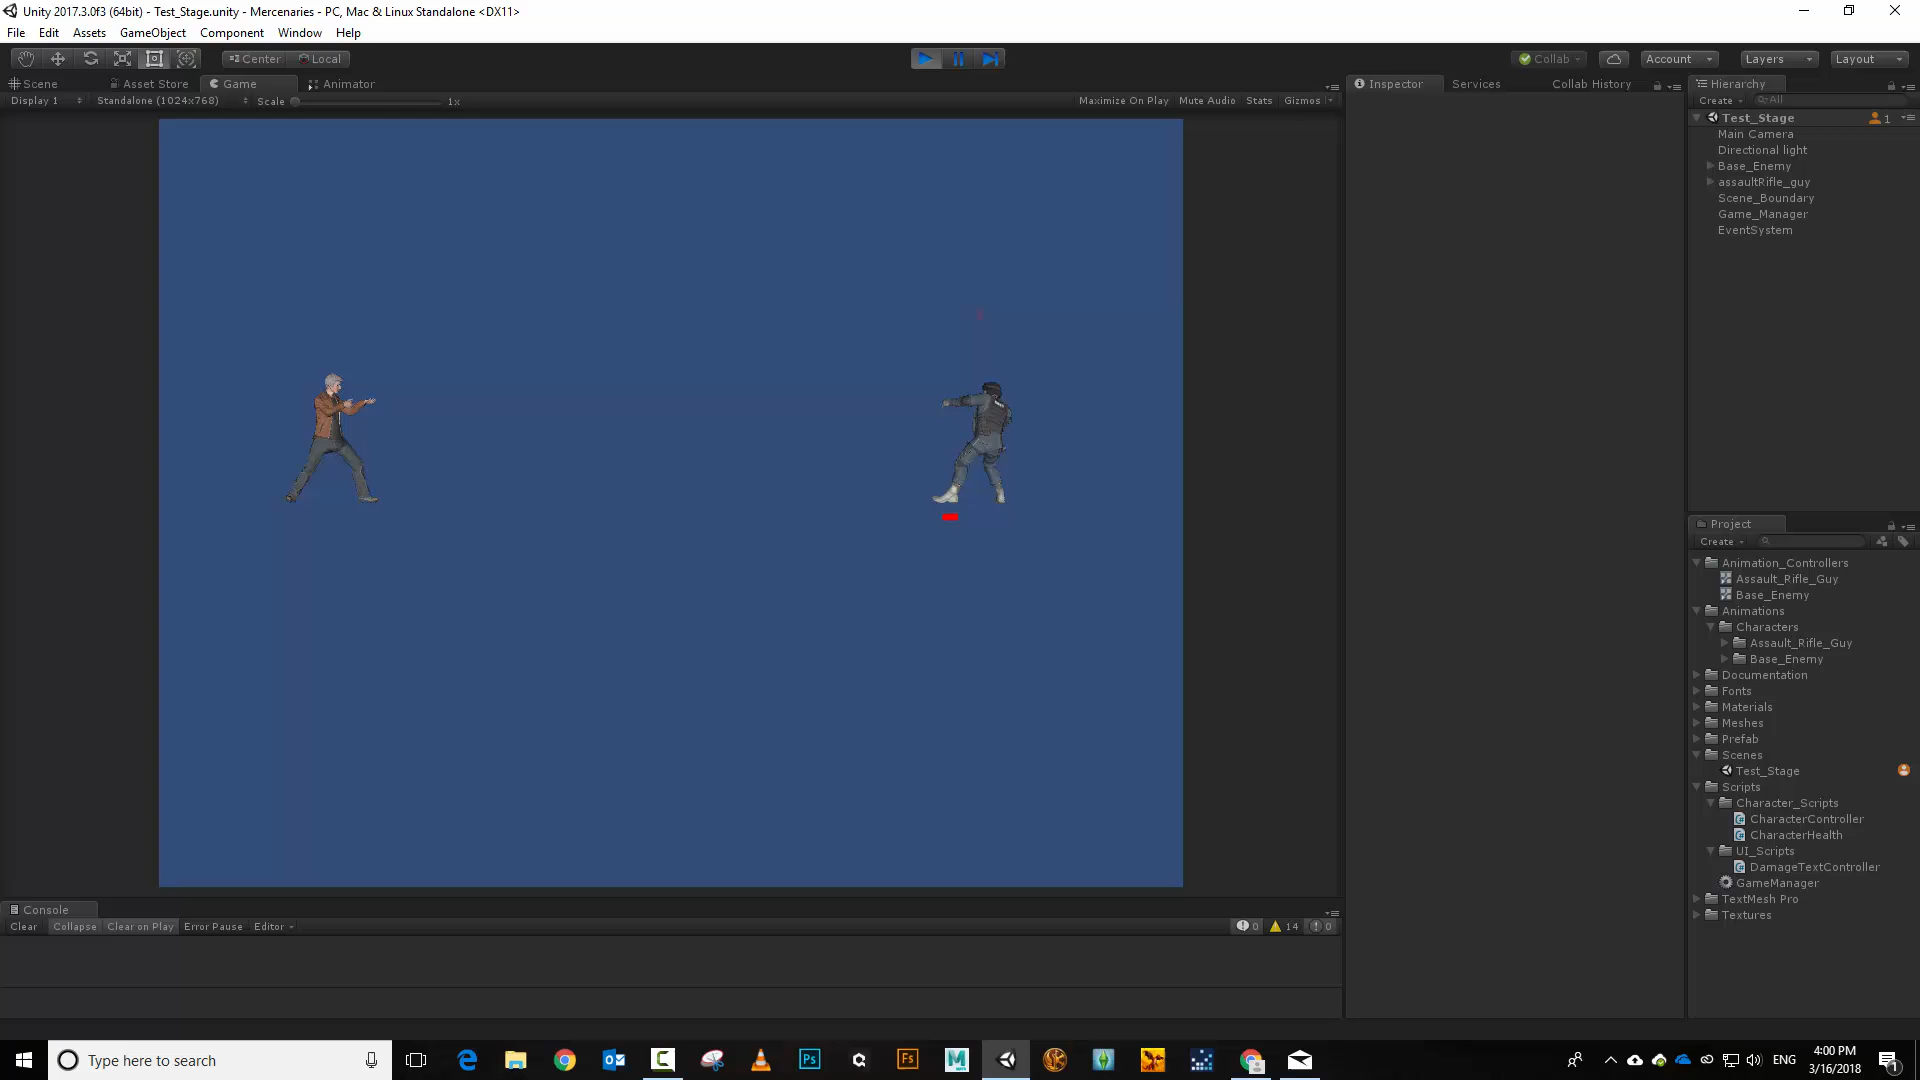 Unity 2017.3.0f3 (64bit) - Test_Stage.unity - Mercenaries - PC, Mac & Linux Standalone <DX11>
File Edit Assets GameObject Component Window Help
Center Local Collab Account Layers Layout
Scene Asset Store Game Animator
Display 1 Standalone (1024x768) Scale 1x Maximize On Play Mute Audio Stats Gizmos
Console
Clear Collapse Clear on Play Error Pause Editor 0 14 0
Inspector Services Collab History
Hierarchy
Create All
Test_Stage 1
Main Camera
Directional light
Base_Enemy
assaultRifle_guy
Scene_Boundary
Game_Manager
EventSystem
Project
Create
Animation_Controllers
Assault_Rifle_Guy
Base_Enemy
Animations
Characters
Assault_Rifle_Guy
Base_Enemy
Documentation
Fonts
Materials
Meshes
Prefab
Scenes
Test_Stage
Scripts
Character_Scripts
CharacterController
CharacterHealth
UI_Scripts
DamageTextController
GameManager
TextMesh Pro
Textures
Type here to search
Ps Fs M
ENG
4:00 PM
3/16/2018
1